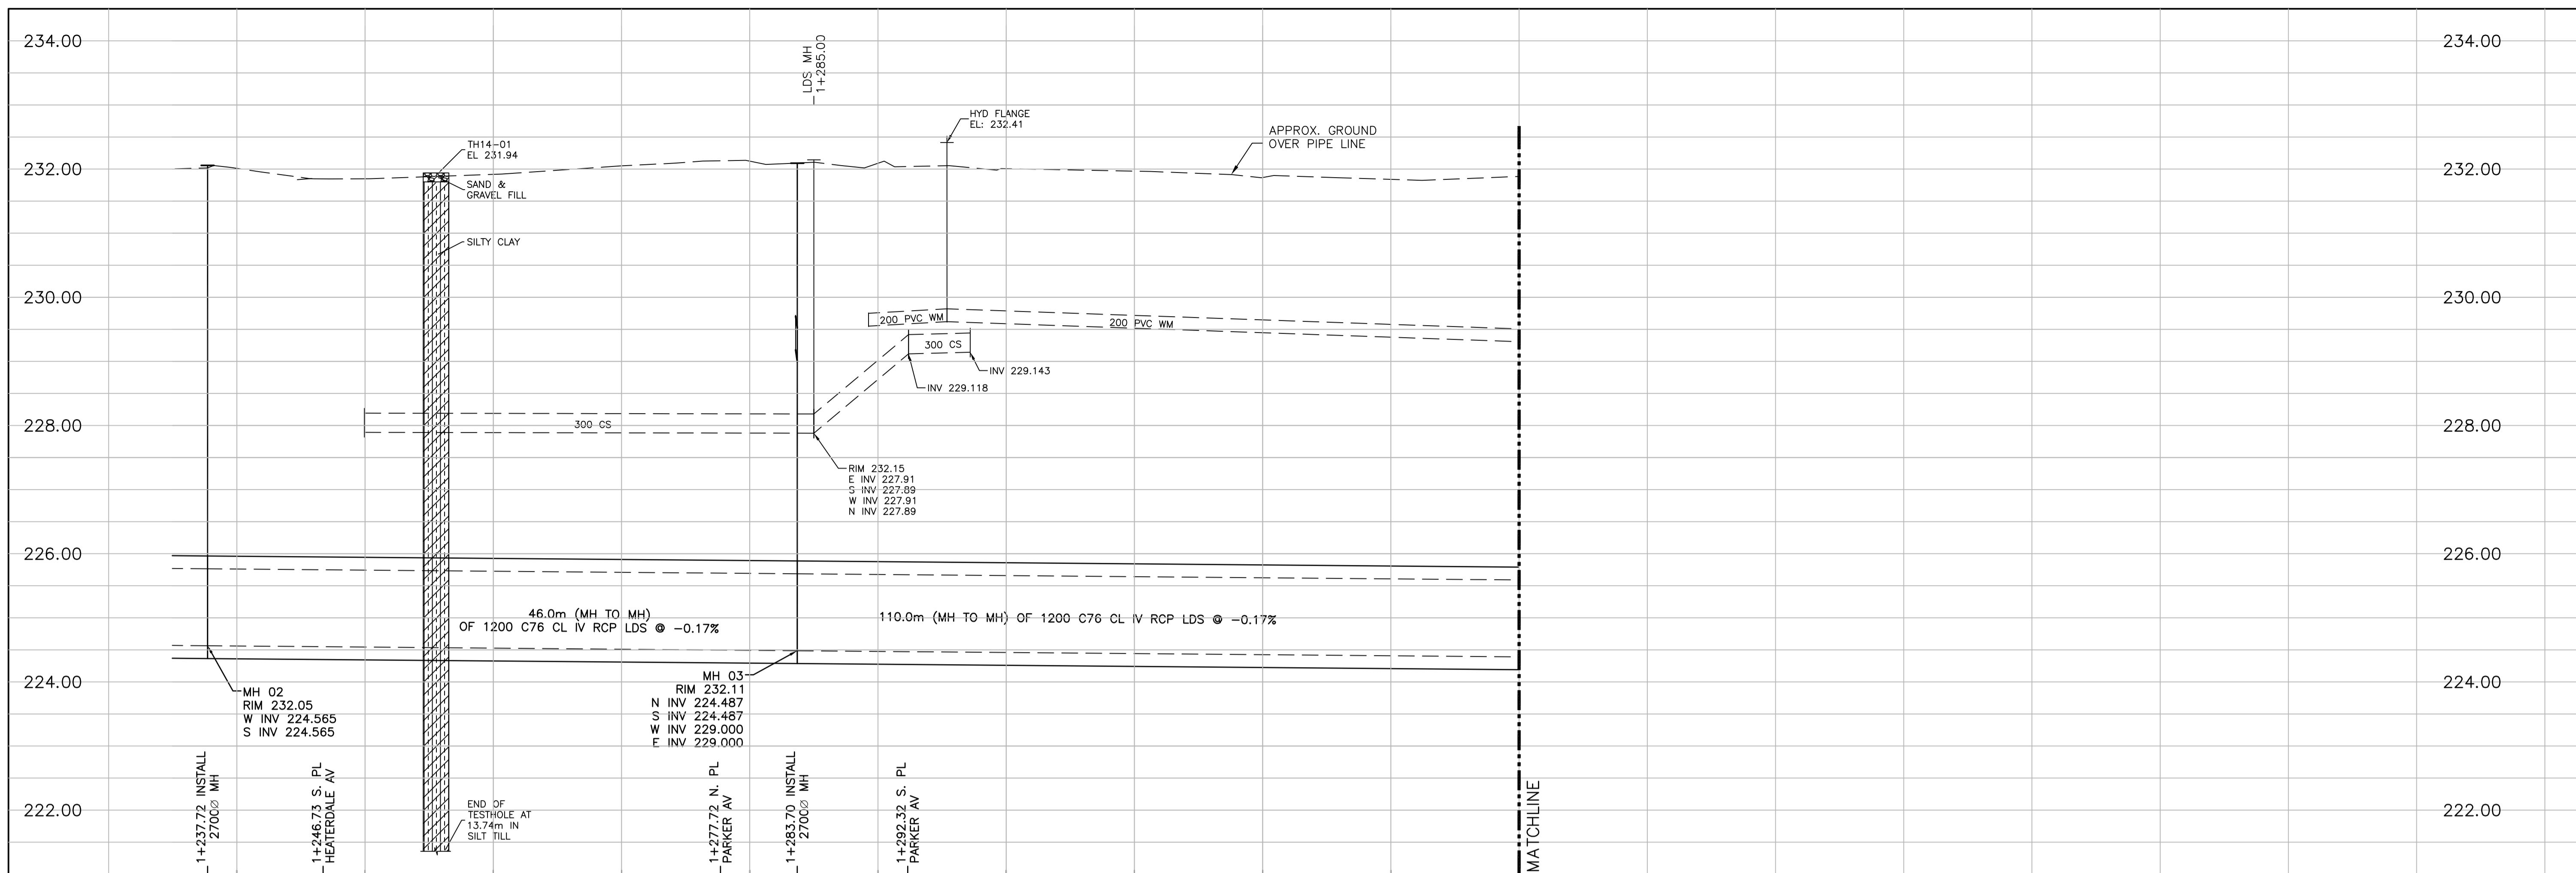 234.00
234.00
LDS MH
1+285.00
HYD FLANGE
EL: 232.41
APPROX. GROUND
OVER PIPE LINE
TH14-01
EL 231.94
232.00
232.00
SAND &
GRAVEL FILL
SILTY CLAY
230.00
230.00
200 PVC WM
200 PVC WM
300 CS
INV 229.143
INV 229.118
228.00
228.00
300 CS
RIM 232.15
E INV 227.91
S INV 227.89
W INV 227.91
N INV 227.89
226.00
226.00
46.0m (MH TO MH)
OF 1200 C76 CL IV RCP LDS @ -0.17%
110.0m (MH TO MH) OF 1200 C76 CL IV RCP LDS @ -0.17%
224.00
224.00
MH 02
RIM 232.05
W INV 224.565
S INV 224.565
MH 03
RIM 232.11
N INV 224.487
S INV 224.487
W INV 229.000
E INV 229.000
222.00
222.00
1+237.72 INSTALL
2700∅ MH
1+246.73 S. PL
HEATERDALE AV
END OF
TESTHOLE AT
13.74m IN
SILT TILL
1+277.72 N. PL
PARKER AV
1+283.70 INSTALL
2700∅ MH
1+292.32 S. PL
PARKER AV
MATCHLINE